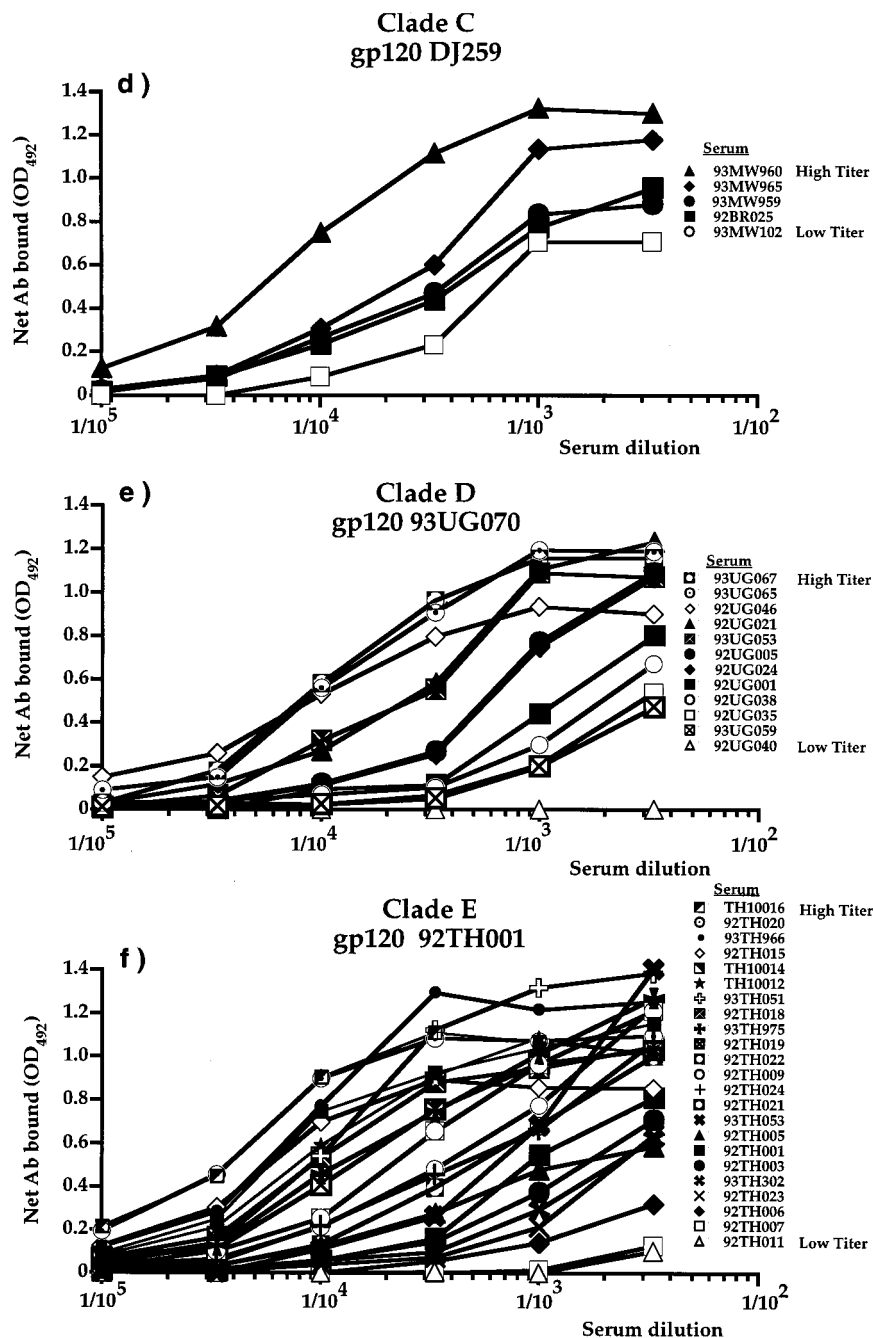 Clade C
gp120 DJ259
d )
Net Ab bound (OD492)
1.4
1.2
1.0
0.8
0.6
0.4
0.2
0
1/10^5
1/10^4
1/10^3
1/10^2
Serum dilution
Serum
93MW960 High Titer
93MW965
93MW959
92BR025
93MW102 Low Titer
Clade D
gp120 93UG070
e )
Net Ab bound (OD492)
1.4
1.2
1.0
0.8
0.6
0.4
0.2
0
1/10^5
1/10^4
1/10^3
1/10^2
Serum dilution
Serum
93UG067 High Titer
93UG065
92UG046
92UG021
93UG053
92UG005
92UG024
92UG001
92UG038
92UG035
93UG059
92UG040 Low Titer
Clade E
gp120 92TH001
f )
Net Ab bound (OD492)
1.4
1.2
1.0
0.8
0.6
0.4
0.2
0
1/10^5
1/10^4
1/10^3
1/10^2
Serum dilution
Serum
TH10016 High Titer
92TH020
93TH966
92TH015
TH10014
TH10012
93TH051
92TH018
93TH975
92TH019
92TH022
92TH009
92TH024
92TH021
93TH053
92TH005
92TH001
92TH003
93TH302
92TH023
92TH006
92TH007
92TH011 Low Titer